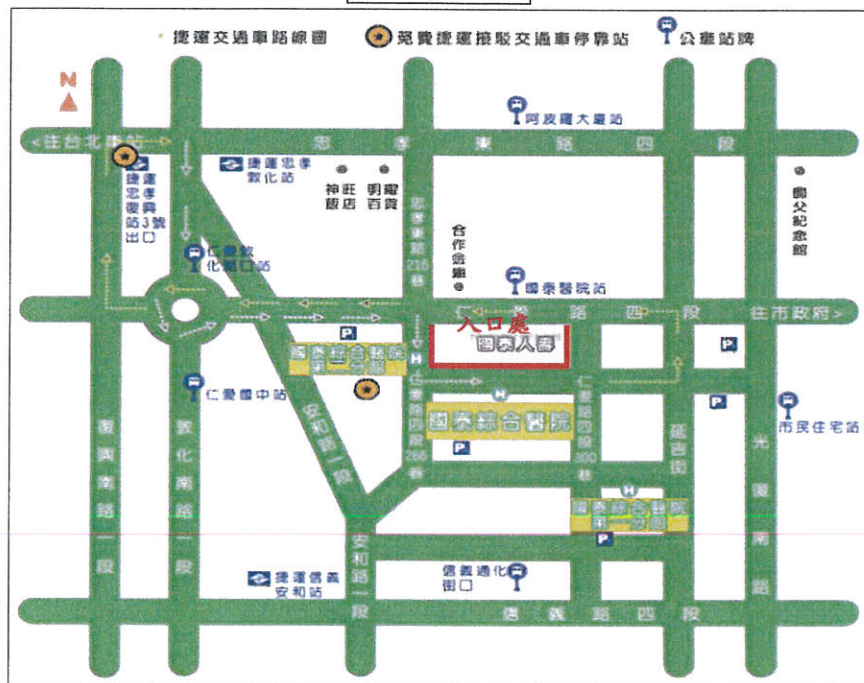 捷運交通車路線圖
免費捷運接駁交通車停靠站
公車站牌
N
阿波羅大廈站
<往台北車站
忠孝東路四段
捷運
忠孝
復興
站3號
出口
捷運忠孝
敦化站
神旺
飯店
明曜
百貨
忠孝東路216巷
國父紀念館
合作金庫
仁愛敦
化路口站
國泰醫院站
仁愛路四段
往市政府>
入口處
國泰人壽
P
國泰綜合醫院
第二分館
P
H
仁愛國中站
仁愛路四段266巷
H
仁愛路四段300巷
P
市民住宅站
國泰綜合醫院
P
安和路一段
延吉街
復興南路一段
敦化南路一段
光復南路
H
國泰綜合醫院
第一分館
P
安和路一段
捷運信義
安和站
信義通化
街口
信義路四段